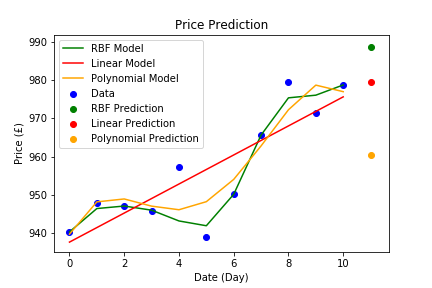 Price Prediction
990
980
970
960
950
940
Price (£)
RBF Model
Linear Model
Polynomial Model
Data
RBF Prediction
Linear Prediction
Polynomial Prediction
0
2
4
6
8
10
Date (Day)